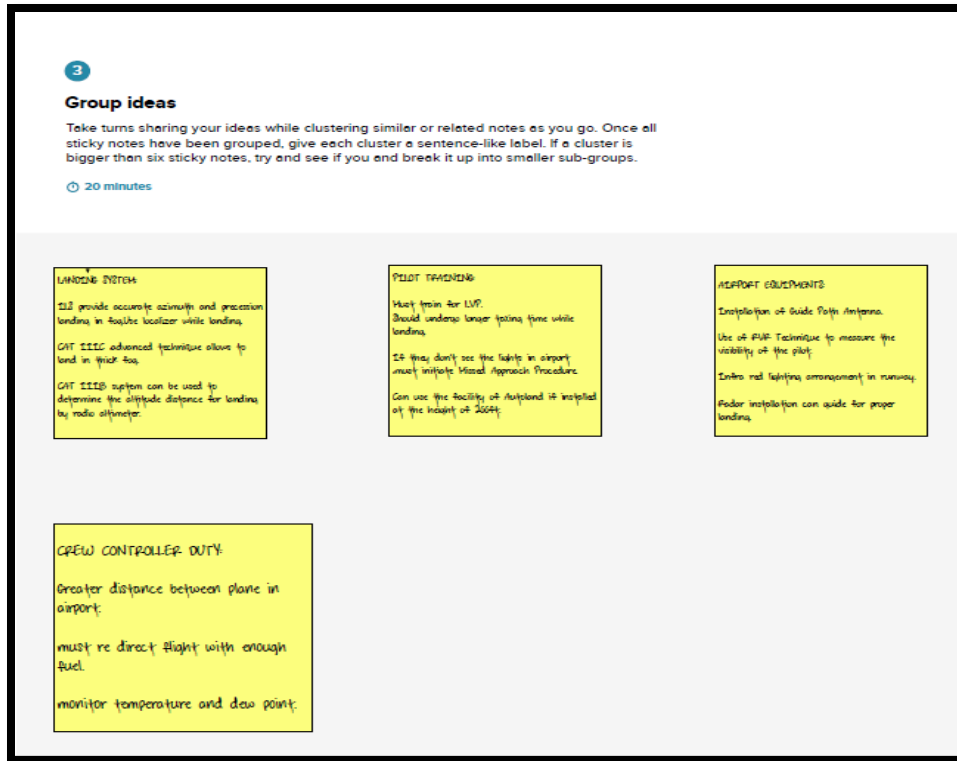 3
Group ideas
Take turns sharing your ideas while clustering similar or related notes as you go. Once all
sticky notes have been grouped, give each cluster a sentence-like label. If a cluster is
bigger than six sticky notes, try and see if you and break it up into smaller sub-groups.
20 minutes
LANDING SYSTEM:
ILS provide accurate azimuth and precession
landing in fog,the localizer while landing.
CAT IIIC advanced technique allows to
land in thick fog.
CAT IIIB system can be used to
determine the altitude distance for landing
by radio altimeter.
PILOT TRAINING:
Must train for LVP.
Should undergo longer taxing time while
landing.
If they don't see the lights in airport
must initiate Missed Approach Procedure.
Can use the facility of Autoland if installed
at the height of 200ft.
AIRPORT EQUIPMENTS:
Installation of Guide Path Antenna.
Use of RVR Technique to measure the
visibility of the pilot.
Infra red lighting arrangement in runway.
Radar installation can guide for proper
landing.
CREW CONTROLLER DUTY:
Greater distance between plane in
airport.
must re direct flight with enough
fuel.
monitor temperature and dew point.